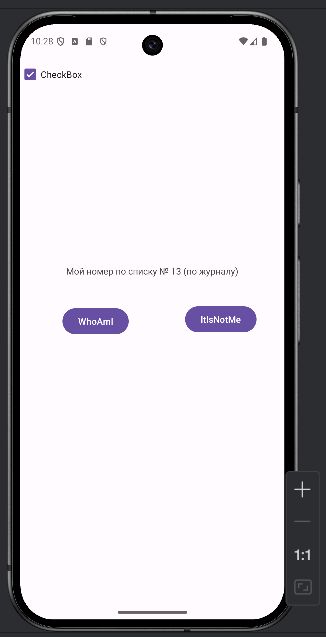 10:28
CheckBox
Мой номер по списку № 13 (по журналу)
WhoAmI
ItIsNotMe
1:1